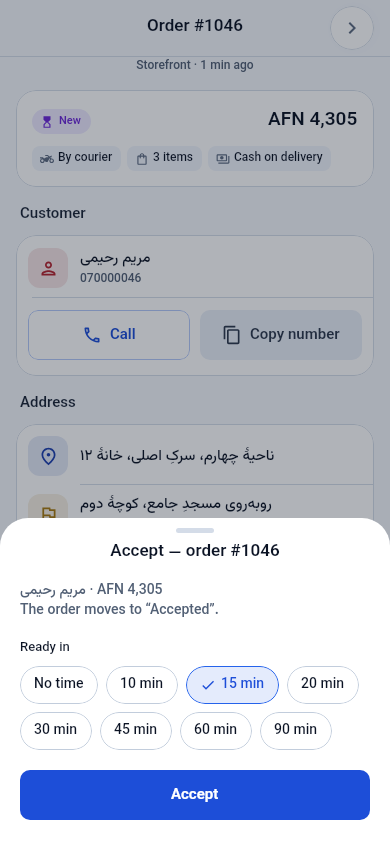 Order #1046
Storefront · 1 min ago
New
AFN 4,305
By courier
3 items
Cash on delivery
Customer
مریم رحیمی
070000046
Call
Copy number
Address
ناحیهٔ چهارم، سرکِ اصلی، خانهٔ ۱۲
روبه‌روی مسجدِ جامع، کوچهٔ دوم
Accept — order #1046
مریم رحیمی · AFN 4,305
The order moves to “Accepted”.
Ready in
No time
10 min
15 min
20 min
30 min
45 min
60 min
90 min
Accept